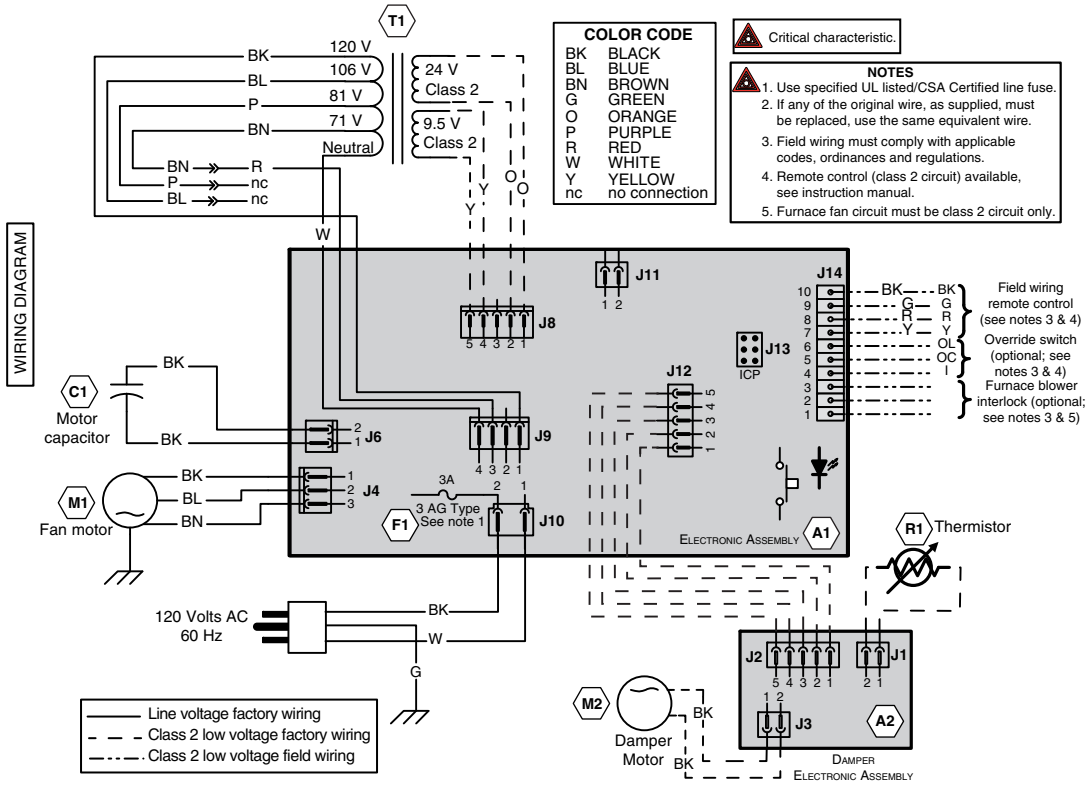 WIRING DIAGRAM
T1
120 V
106 V
81 V
71 V
Neutral
BK
BL
P
BN
BN R
P nc
BL nc
W
24 V
Class 2
9.5 V
Class 2
Y
Y
O
O
COLOR CODE
BK BLACK
BL BLUE
BN BROWN
G GREEN
O ORANGE
P PURPLE
R RED
W WHITE
Y YELLOW
nc no connection
Critical characteristic.
NOTES
1. Use specified UL listed/CSA Certified line fuse.
2. If any of the original wire, as supplied, must
be replaced, use the same equivalent wire.
3. Field wiring must comply with applicable
codes, ordinances and regulations.
4. Remote control (class 2 circuit) available,
see instruction manual.
5. Furnace fan circuit must be class 2 circuit only.
J8
5 4 3 2 1
J11
1 2
J13
ICP
J12
5
4
3
2
1
J14
10 BK BK
9 G G
8 R R
7 Y Y
6 OL
5 OC
4 I
3
2
1
Field wiring
remote control
(see notes 3 & 4)
Override switch
(optional; see
notes 3 & 4)
Furnace blower
interlock (optional;
see notes 3 & 5)
C1
Motor
capacitor
BK
BK
2
1
J6
M1
Fan motor
BK
BL
BN
1
2
3
J4
J9
4 3 2 1
3A
3 AG Type
See note 1
F1
2 1
J10
ELECTRONIC ASSEMBLY
A1
R1
Thermistor
120 Volts AC
60 Hz
BK
W
G
J2
5 4 3 2 1
J1
2 1
J3
1 2
A2
M2
Damper
Motor
BK
BK
DAMPER
ELECTRONIC ASSEMBLY
Line voltage factory wiring
Class 2 low voltage factory wiring
Class 2 low voltage field wiring